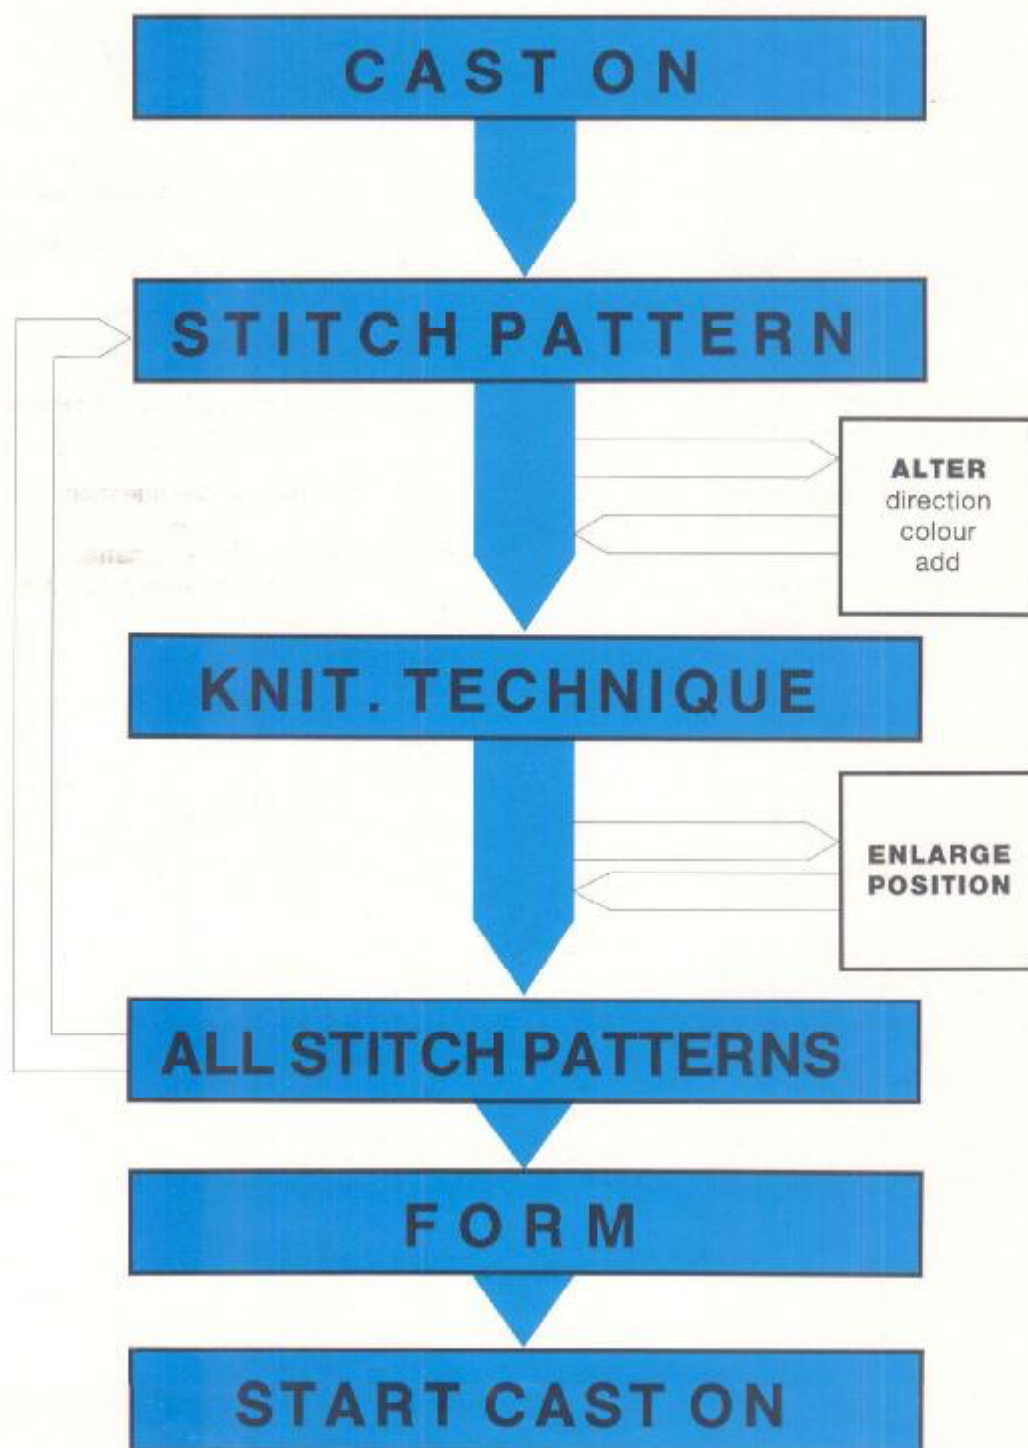 CAST ON
STITCH PATTERN
ALTER
direction
colour
add
KNIT. TECHNIQUE
ENLARGE
POSITION
ALL STITCH PATTERNS
FORM
START CAST ON